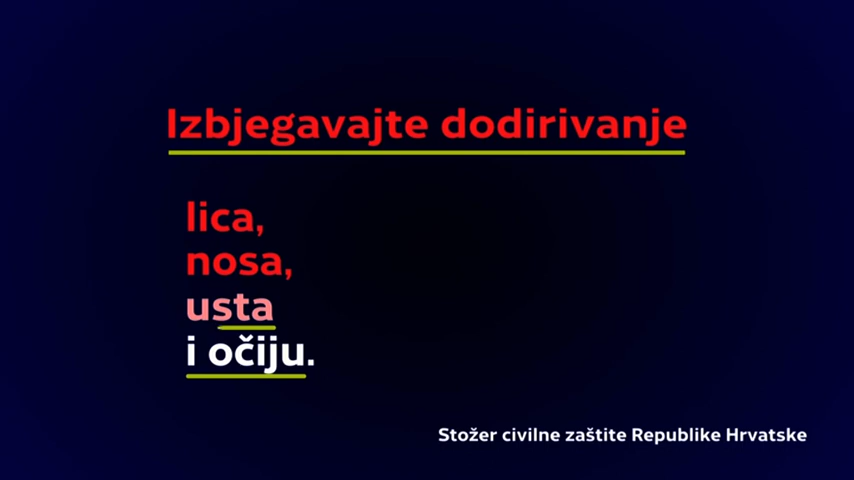 Izbjegavajte dodirivanje
lica,
nosa,
usta
i očiju.
Stožer civilne zaštite Republike Hrvatske